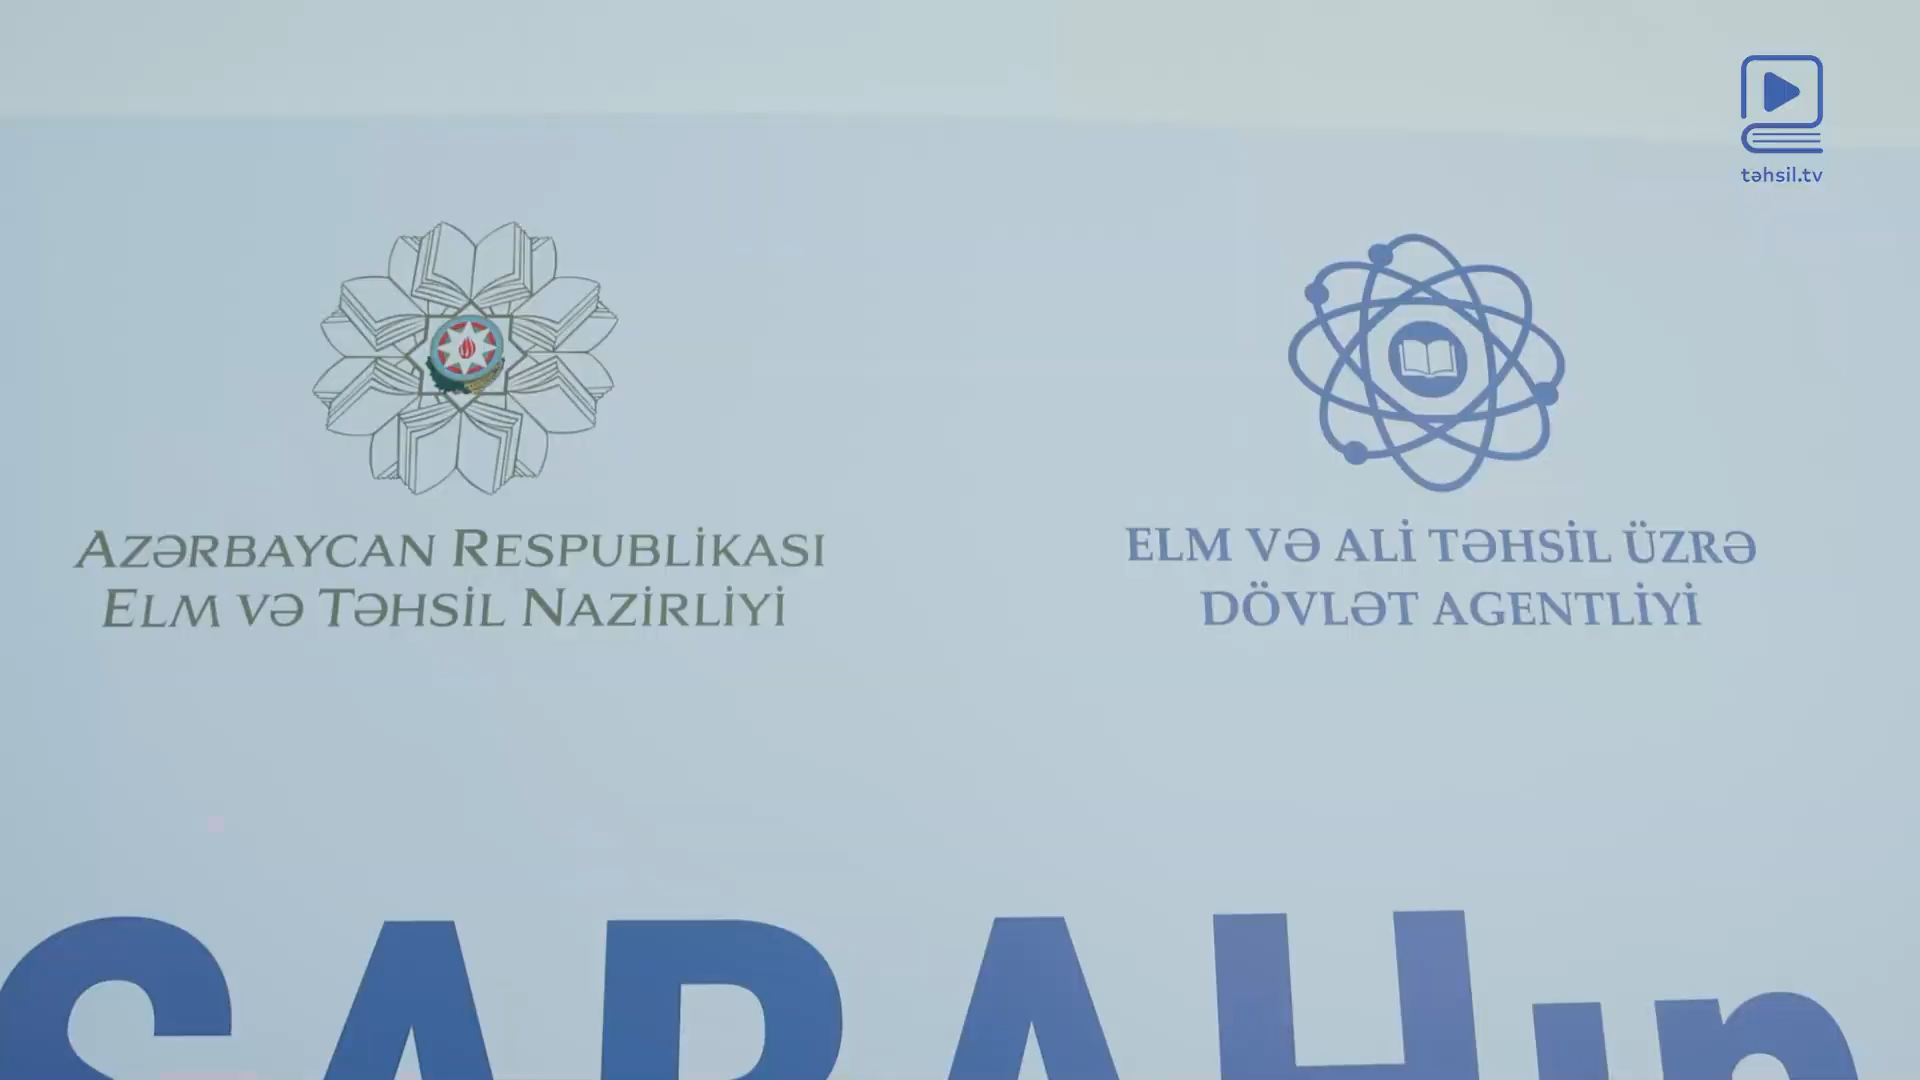 təhsil.tv
AZƏRBAYCAN RESPUBLİKASI
ELM VƏ TƏHSİL NAZİRLİYİ
ELM VƏ ALİ TƏHSİL ÜZRƏ
DÖVLƏT AGENTLİYİ
SABAHın